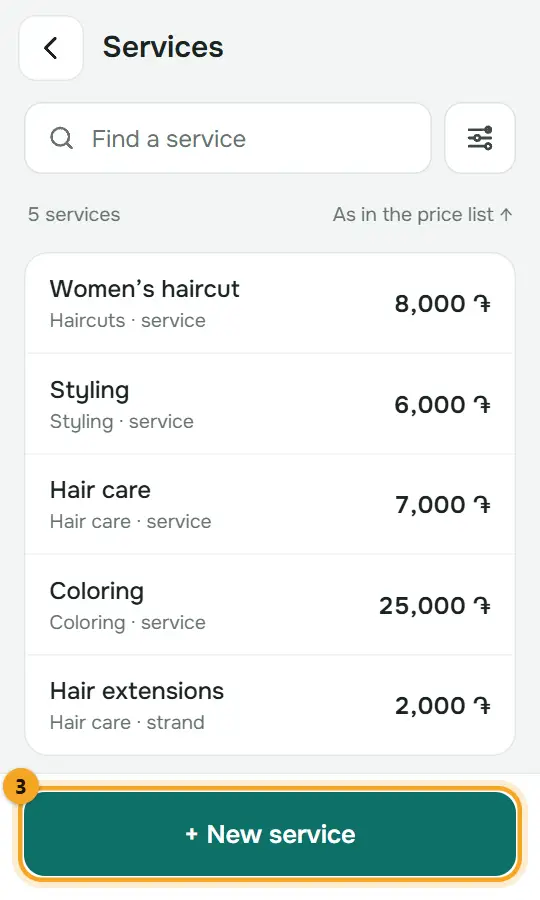 Services
Find a service
5 services
As in the price list ↑
Women’s haircut
Haircuts · service
8,000 ֏
Styling
Styling · service
6,000 ֏
Hair care
Hair care · service
7,000 ֏
Coloring
Coloring · service
25,000 ֏
Hair extensions
Hair care · strand
2,000 ֏
3
+ New service